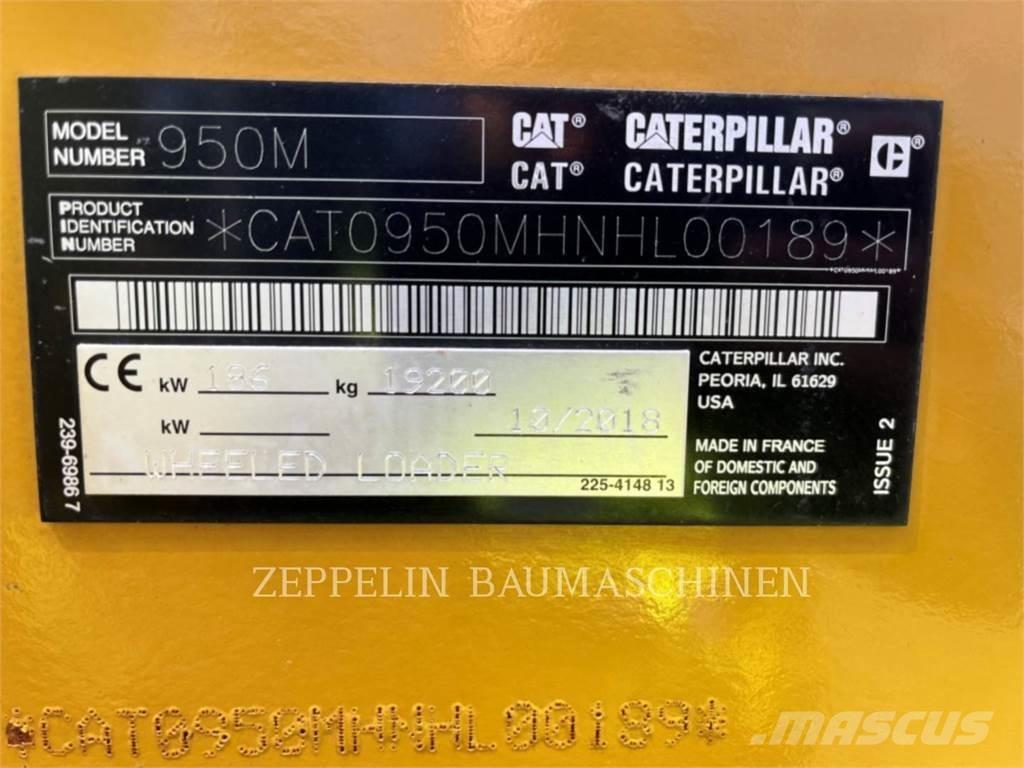 MODEL NUMBER 950M
CAT® CATERPILLAR®
CAT® CATERPILLAR®
PRODUCT IDENTIFICATION NUMBER *CAT0950MHNHL00189*
*CAT0950MHNHL00189*
CE kW 186 kg 19200
kW 10/2018
WHEELED LOADER
225-4148 13
239-6986 7
CATERPILLAR INC.
PEORIA, IL 61629
USA
MADE IN FRANCE
OF DOMESTIC AND
FOREIGN COMPONENTS
ISSUE 2
ZEPPELIN BAUMASCHINEN
*CAT0950MHNHL00189*
MASCUS